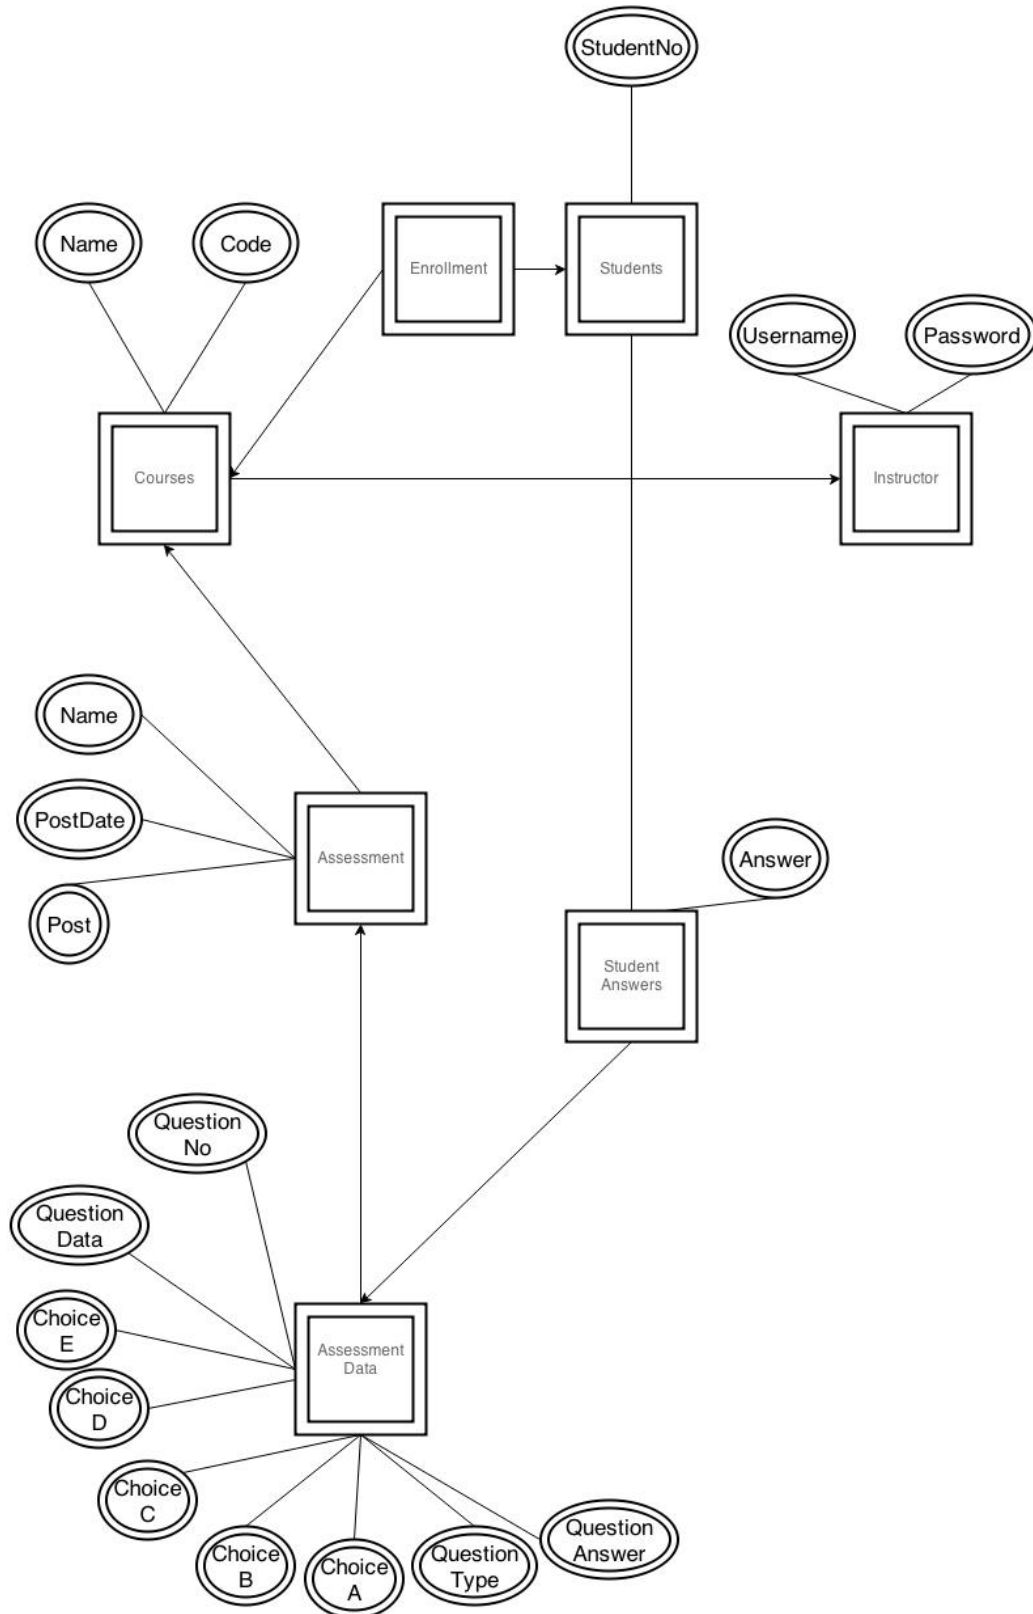 StudentNo
Name
Code
Enrollment
Students
Username
Password
Courses
Instructor
Name
PostDate
Assessment
Answer
Post
Student
Answers
Question
No
Question
Data
Choice
E
Assessment
Data
Choice
D
Choice
C
Choice
B
Choice
A
Question
Type
Question
Answer